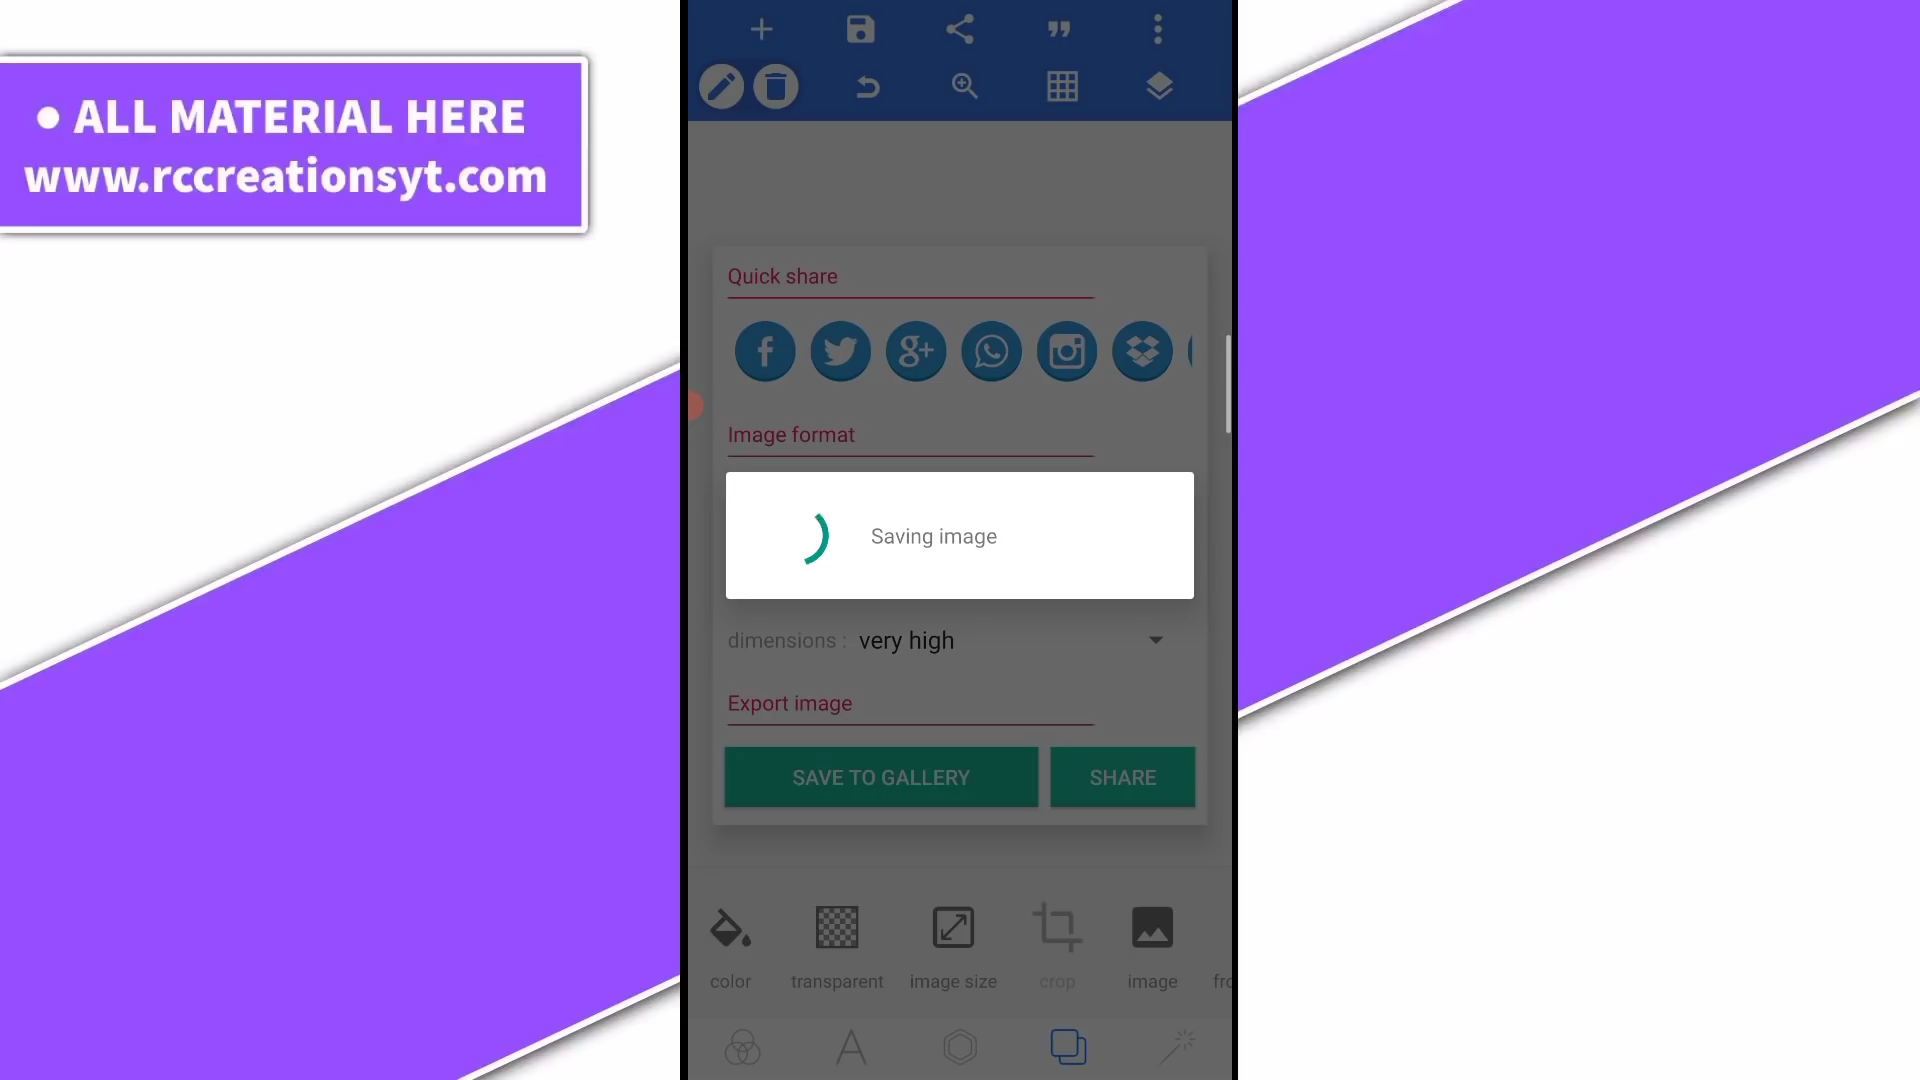 • ALL MATERIAL HERE
www.rccreationsyt.com
Quick share
Image format
Saving image
dimensions : very high
Export image
SAVE TO GALLERY SHARE
color transparent image size crop image